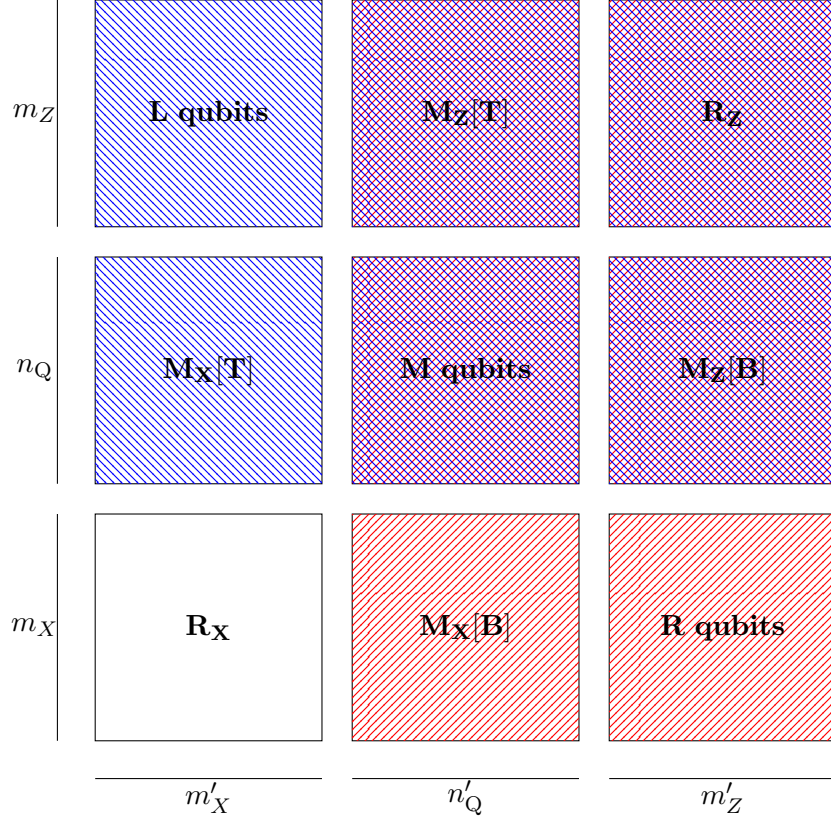 m_Z L qubits M_Z[T] R_Z
n_Q M_X[T] M qubits M_Z[B]
m_X R_X M_X[B] R qubits
m'_X n'_Q m'_Z